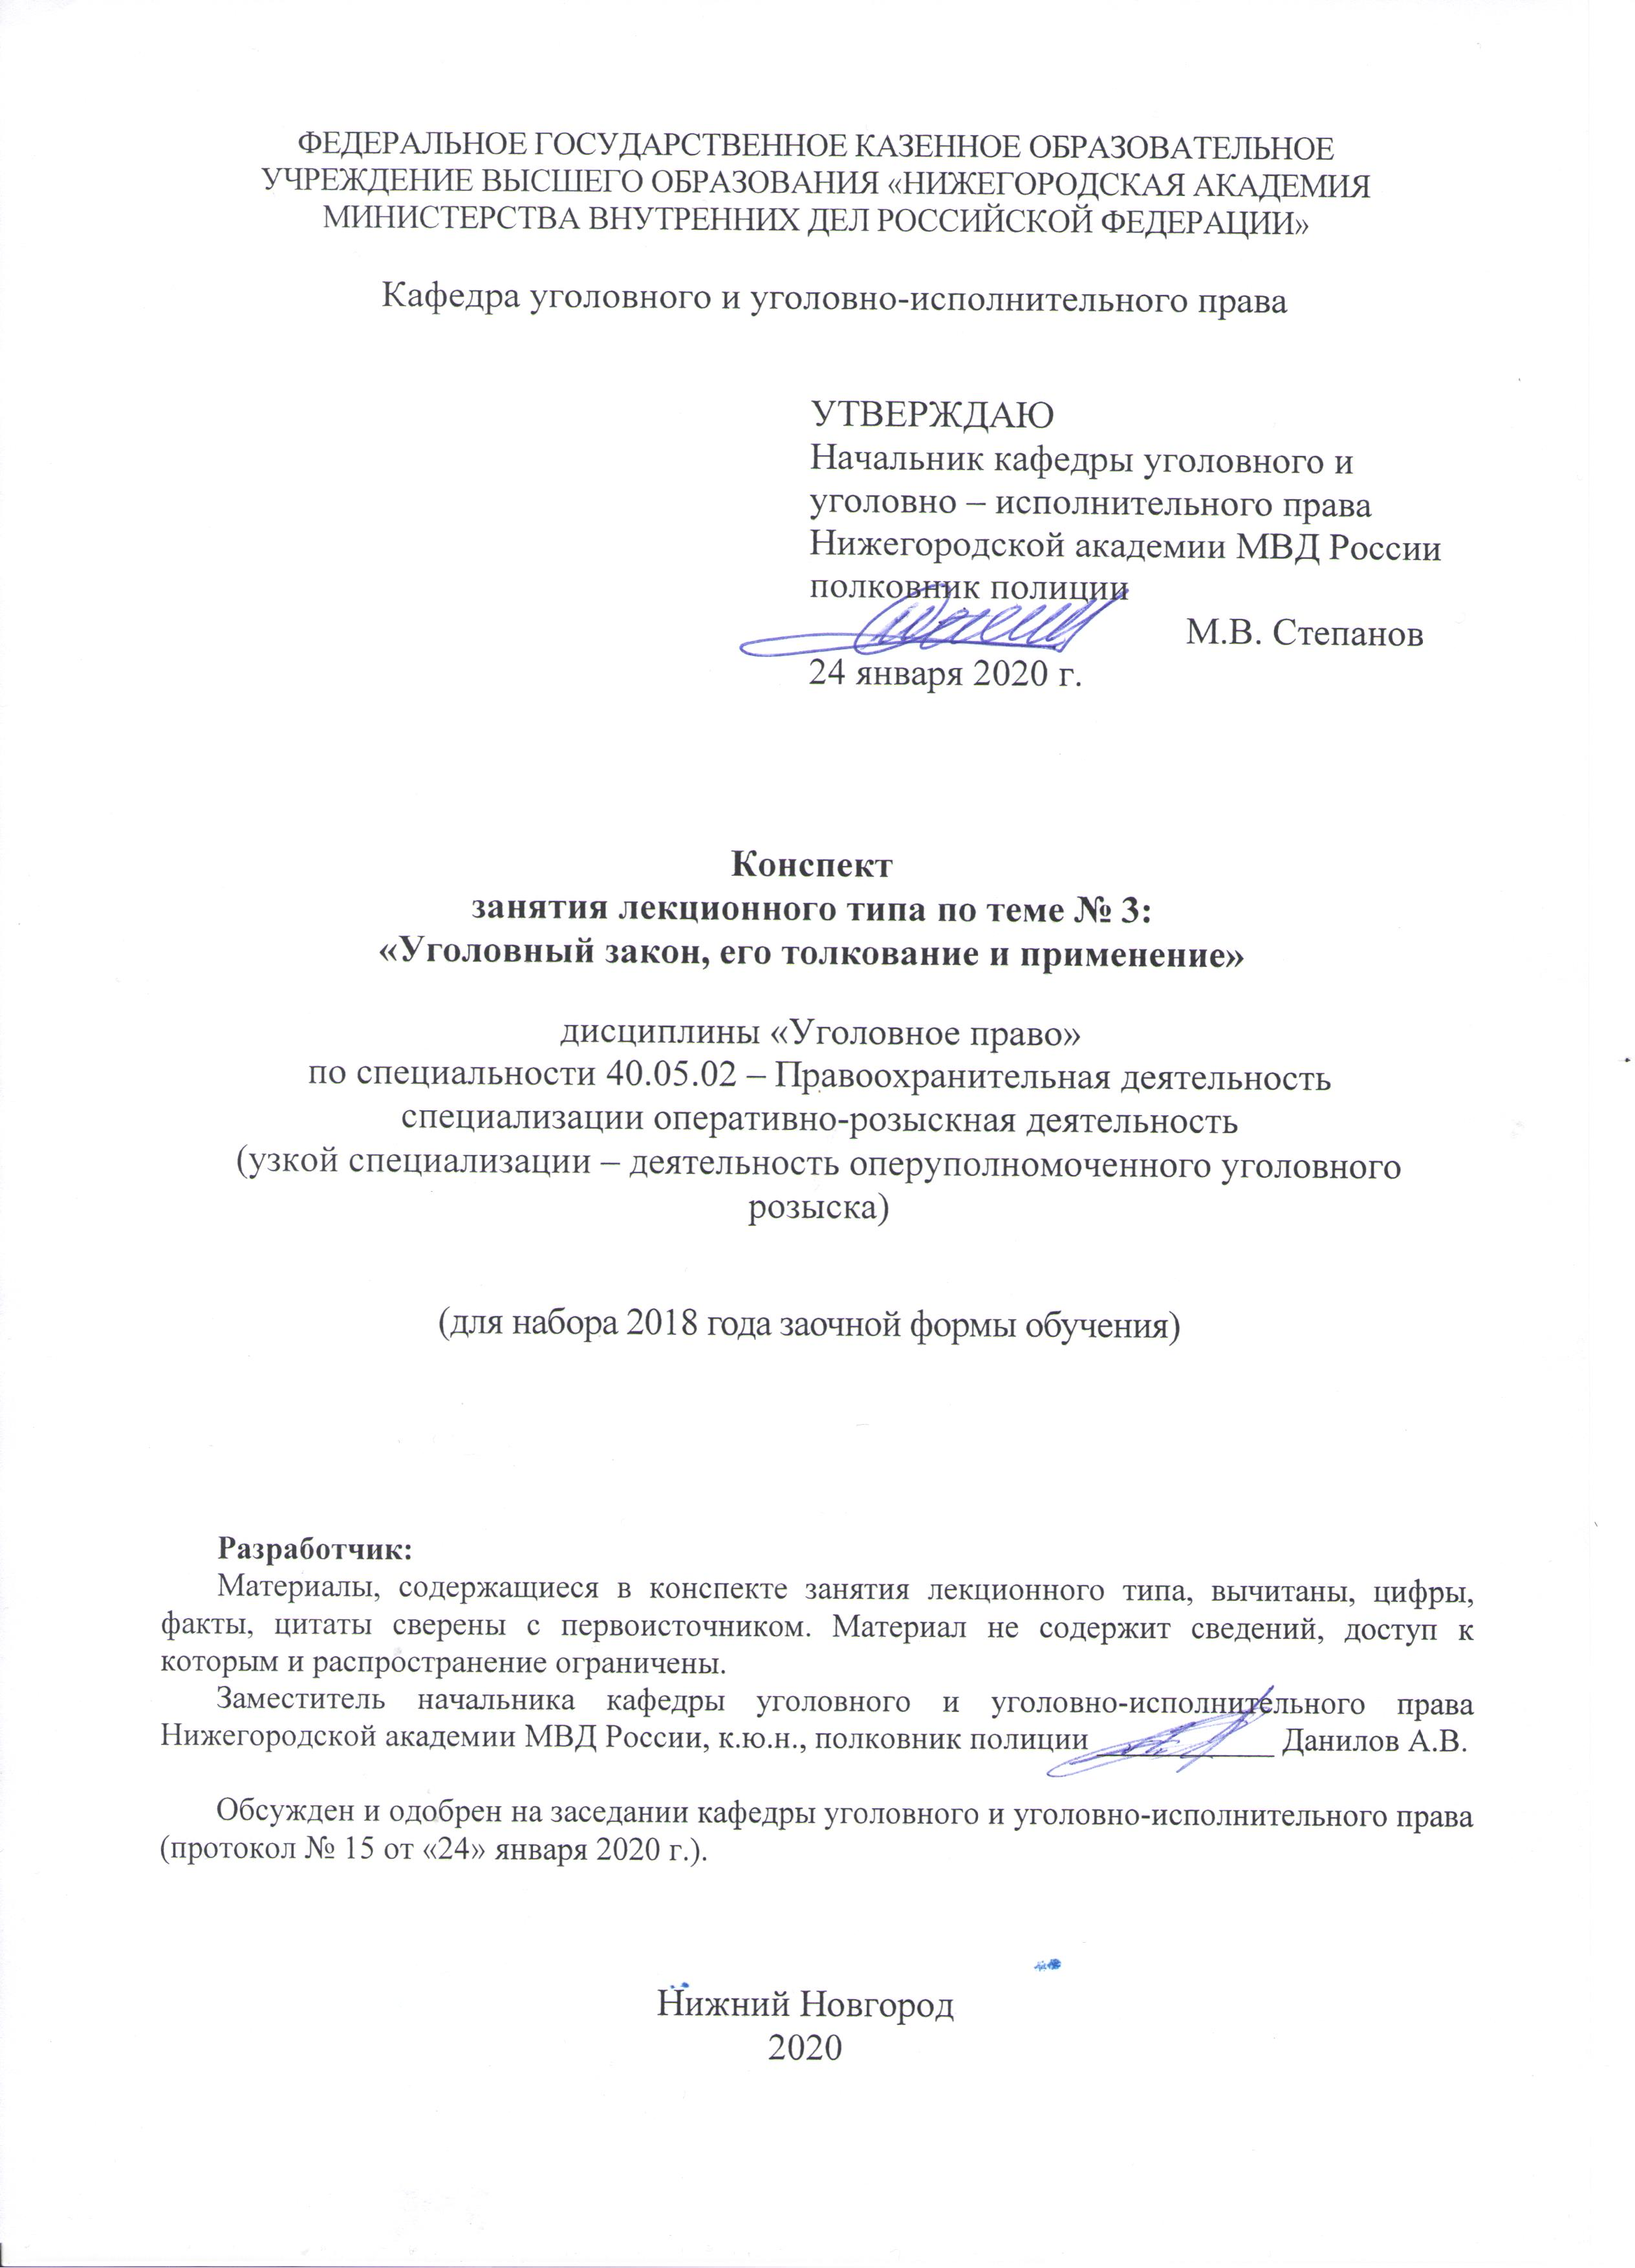 ФЕДЕРАЛЬНОЕ ГОСУДАРСТВЕННОЕ КАЗЕННОЕ ОБРАЗОВАТЕЛЬНОЕ
УЧРЕЖДЕНИЕ ВЫСШЕГО ОБРАЗОВАНИЯ «НИЖЕГОРОДСКАЯ АКАДЕМИЯ
МИНИСТЕРСТВА ВНУТРЕННИХ ДЕЛ РОССИЙСКОЙ ФЕДЕРАЦИИ»
Кафедра уголовного и уголовно-исполнительного права
УТВЕРЖДАЮ
Начальник кафедры уголовного и
уголовно – исполнительного права
Нижегородской академии МВД России
полковник полиции
М.В. Степанов
24 января 2020 г.
Конспект
занятия лекционного типа по теме № 3:
«Уголовный закон, его толкование и применение»
дисциплины «Уголовное право»
по специальности 40.05.02 – Правоохранительная деятельность
специализации оперативно-розыскная деятельность
(узкой специализации – деятельность оперуполномоченного уголовного
розыска)
(для набора 2018 года заочной формы обучения)
Разработчик:
Материалы, содержащиеся в конспекте занятия лекционного типа, вычитаны, цифры,
факты, цитаты сверены с первоисточником. Материал не содержит сведений, доступ к
которым и распространение ограничены.
Заместитель начальника кафедры уголовного и уголовно-исполнительного права
Нижегородской академии МВД России, к.ю.н., полковник полиции ____________ Данилов А.В.
Обсужден и одобрен на заседании кафедры уголовного и уголовно-исполнительного права
(протокол № 15 от «24» января 2020 г.).
Нижний Новгород
2020